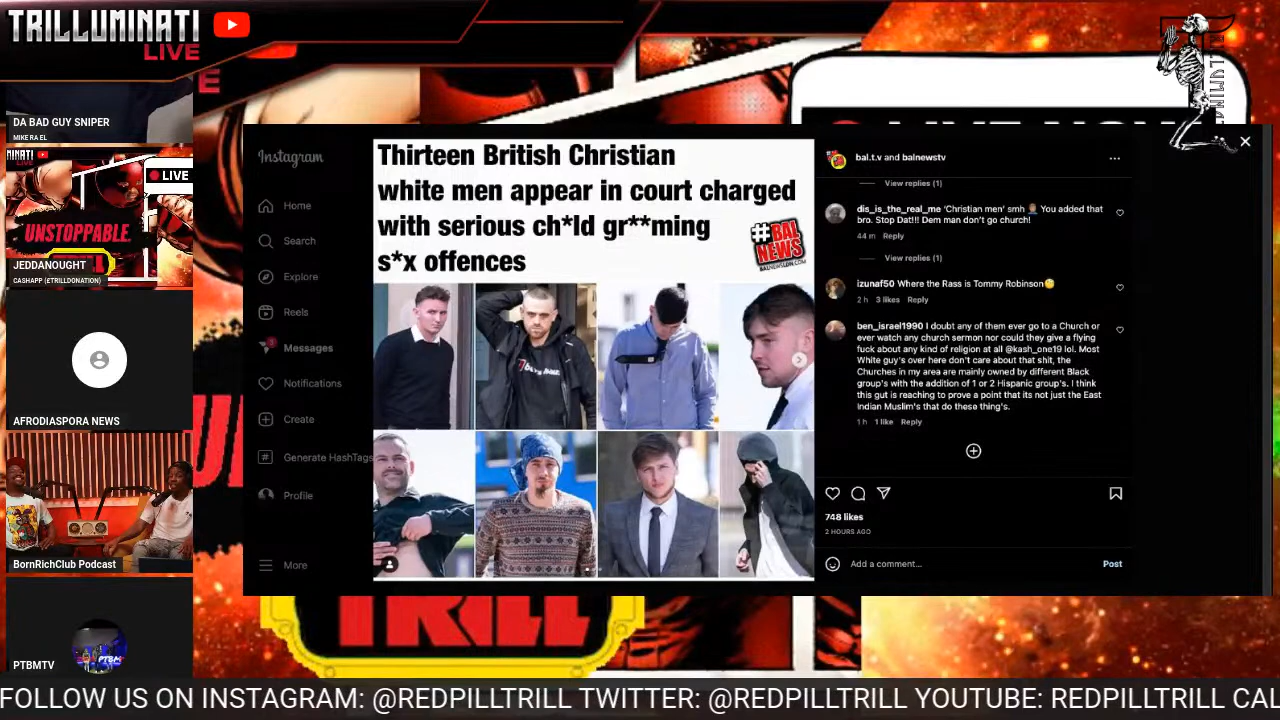 TRILLUMINATI
LIVE
DA BAD GUY SNIPER
MIKE RA EL
MINATI
LIVE
UNSTOPPABLE.
JEDDANOUGHT
CASHAPP (ETRILLDONATION)
AFRODIASPORA NEWS
BornRichClub Podcast
PTBMTV
PTBM
Instagram
Home
Search
Explore
Reels
Messages
Notifications
Create
Generate HashTags
Profile
More
Thirteen British Christian
white men appear in court charged
with serious ch*ld gr**ming
s*x offences
#BAL
NEWS
BALNEWSLDN.COM
bal.t.v and balnewstv
View replies (1)
dis_is_the_real_me ‘Christian men’ smh 🤦🏾‍♂️ You added that
bro. Stop Dat!!! Dem man don’t go church!
44 m Reply
View replies (1)
izunaf50 Where the Rass is Tommy Robinson🧐
2 h 3 likes Reply
ben_israel1990 I doubt any of them ever go to a Church or
ever watch any church sermon nor could they give a flying
fuck about any kind of religion at all @kash_one19 lol. Most
White guy's over here don't care about that shit, the
Churches in my area are mainly owned by different Black
group's with the addition of 1 or 2 Hispanic group's. I think
this gut is reaching to prove a point that its not just the East
Indian Muslim's that do these thing's.
1 h 1 like Reply
748 likes
2 HOURS AGO
Add a comment...
Post
TRILL
FOLLOW US ON INSTAGRAM: @REDPILLTRILL TWITTER: @REDPILLTRILL YOUTUBE: REDPILLTRILL CAL